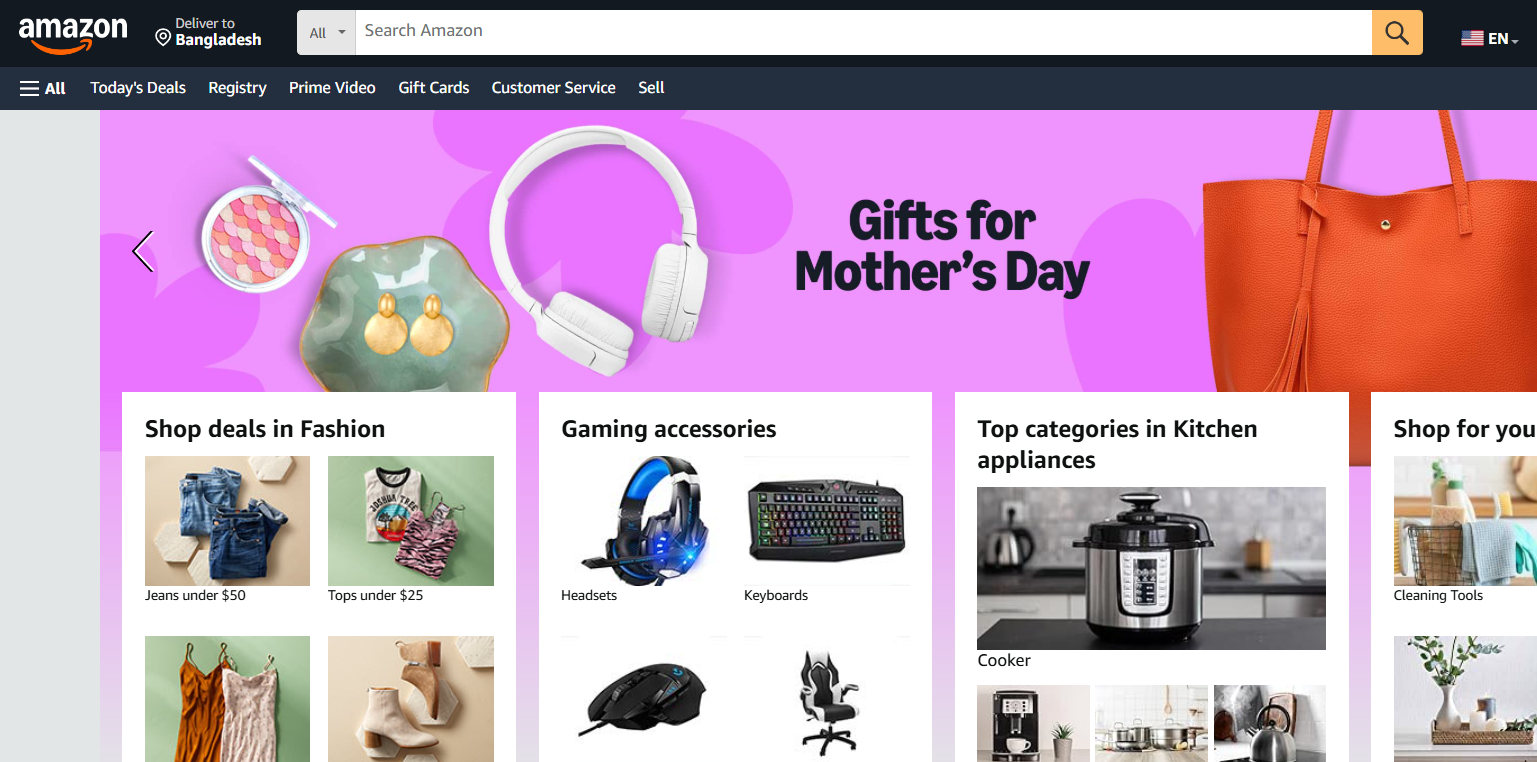 amazon
Deliver to
Bangladesh
All
Search Amazon
EN
All
Today's Deals
Registry
Prime Video
Gift Cards
Customer Service
Sell
Gifts for
Mother's Day
Shop deals in Fashion
JOSHUA TREE
Jeans under $50
Tops under $25
Gaming accessories
Headsets
Keyboards
Top categories in Kitchen
appliances
Cooker
Shop for you
Cleaning Tools